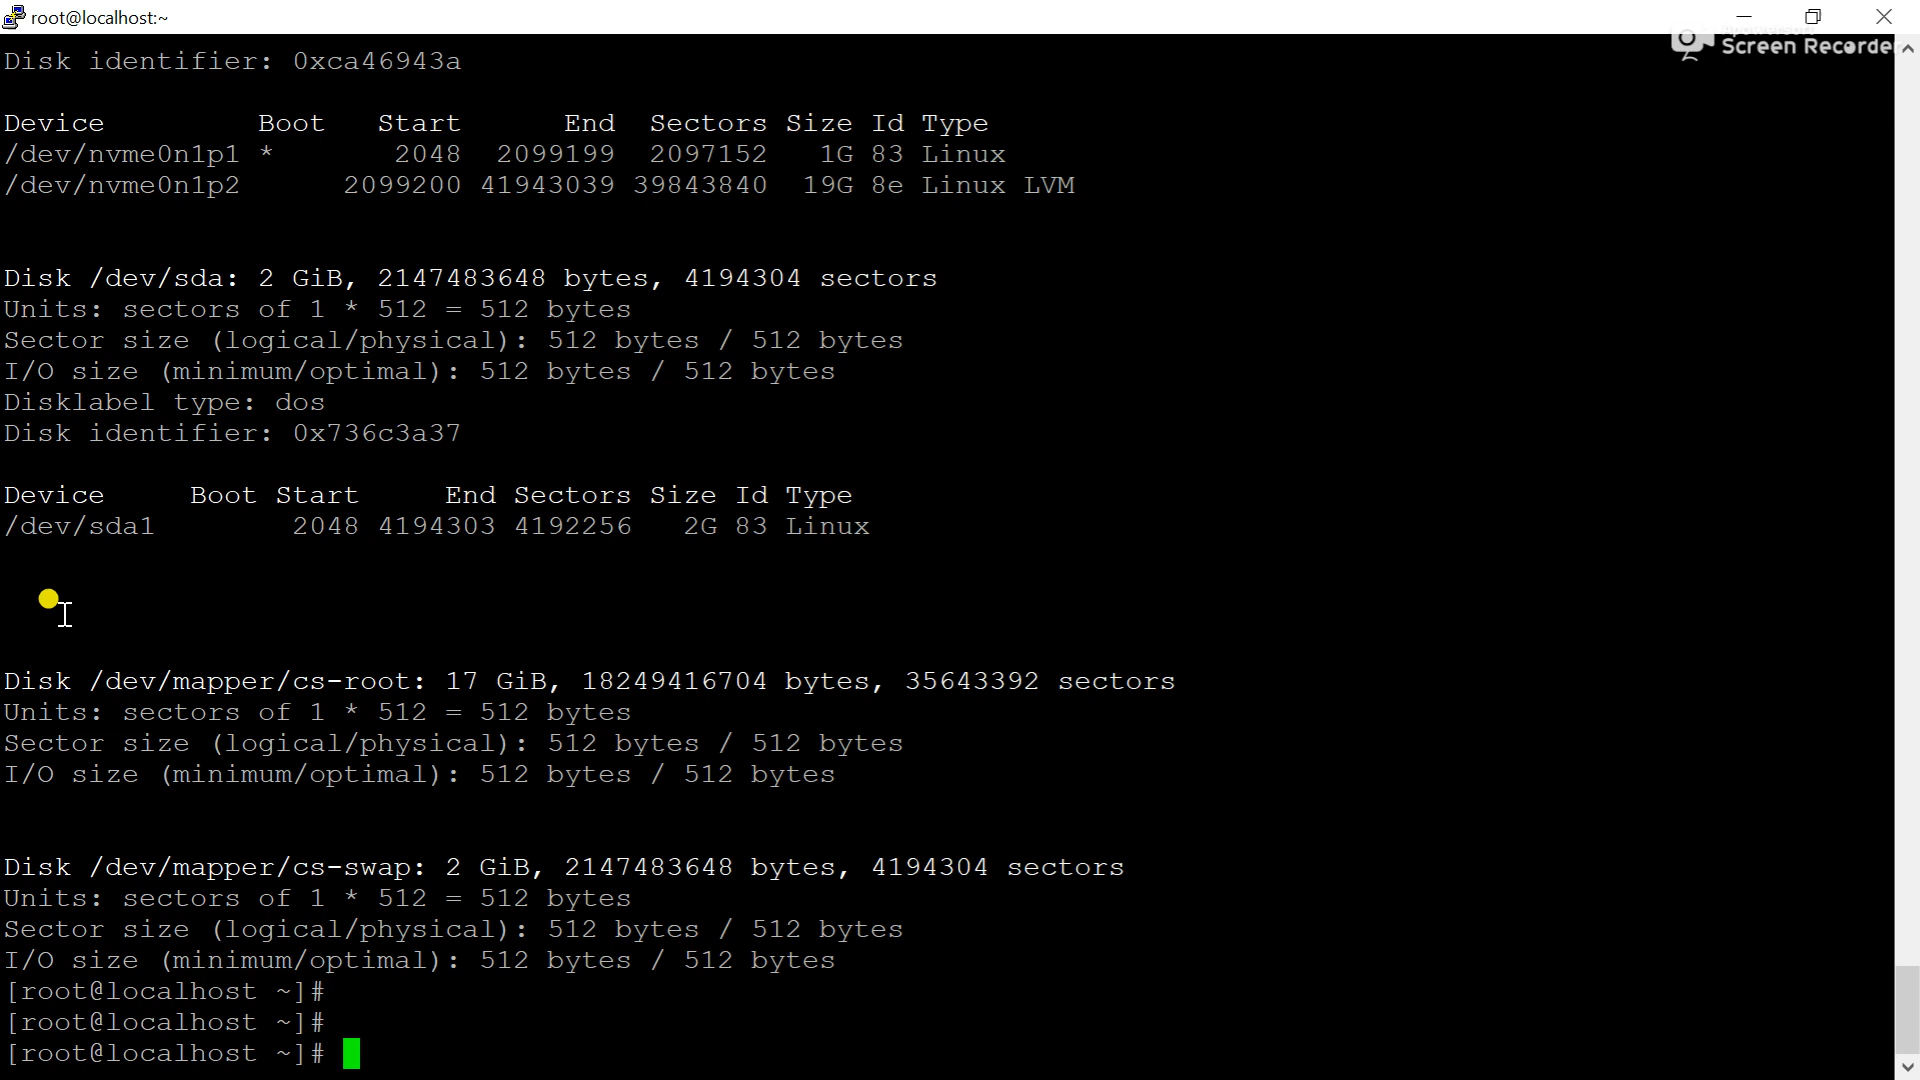 root@localhost:~
Screen Recorder
Disk identifier: 0xca46943a
Device Boot Start End Sectors Size Id Type
/dev/nvme0n1p1 * 2048 2099199 2097152 1G 83 Linux
/dev/nvme0n1p2 2099200 41943039 39843840 19G 8e Linux LVM
Disk /dev/sda: 2 GiB, 2147483648 bytes, 4194304 sectors
Units: sectors of 1 * 512 = 512 bytes
Sector size (logical/physical): 512 bytes / 512 bytes
I/O size (minimum/optimal): 512 bytes / 512 bytes
Disklabel type: dos
Disk identifier: 0x736c3a37
Device Boot Start End Sectors Size Id Type
/dev/sda1 2048 4194303 4192256 2G 83 Linux
Disk /dev/mapper/cs-root: 17 GiB, 18249416704 bytes, 35643392 sectors
Units: sectors of 1 * 512 = 512 bytes
Sector size (logical/physical): 512 bytes / 512 bytes
I/O size (minimum/optimal): 512 bytes / 512 bytes
Disk /dev/mapper/cs-swap: 2 GiB, 2147483648 bytes, 4194304 sectors
Units: sectors of 1 * 512 = 512 bytes
Sector size (logical/physical): 512 bytes / 512 bytes
I/O size (minimum/optimal): 512 bytes / 512 bytes
[root@localhost ~]#
[root@localhost ~]#
[root@localhost ~]#